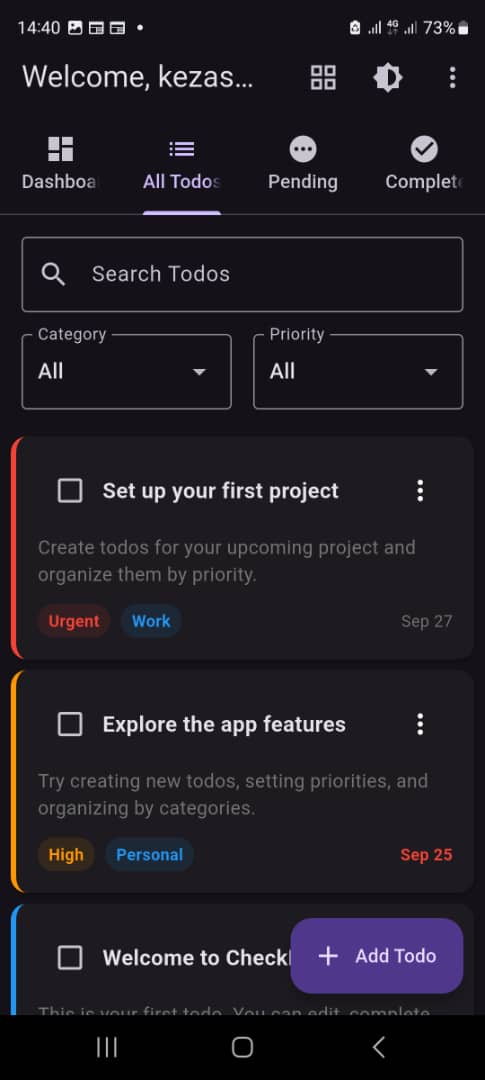 14:40 4G 73%
Welcome, kezas...
Dashboa All Todos Pending Complete
Search Todos
Category Priority
All All
Set up your first project
Create todos for your upcoming project and
organize them by priority.
Urgent Work Sep 27
Explore the app features
Try creating new todos, setting priorities, and
organizing by categories.
High Personal Sep 25
Welcome to Checkl
+ Add Todo
This is your first todo. You can edit, complete